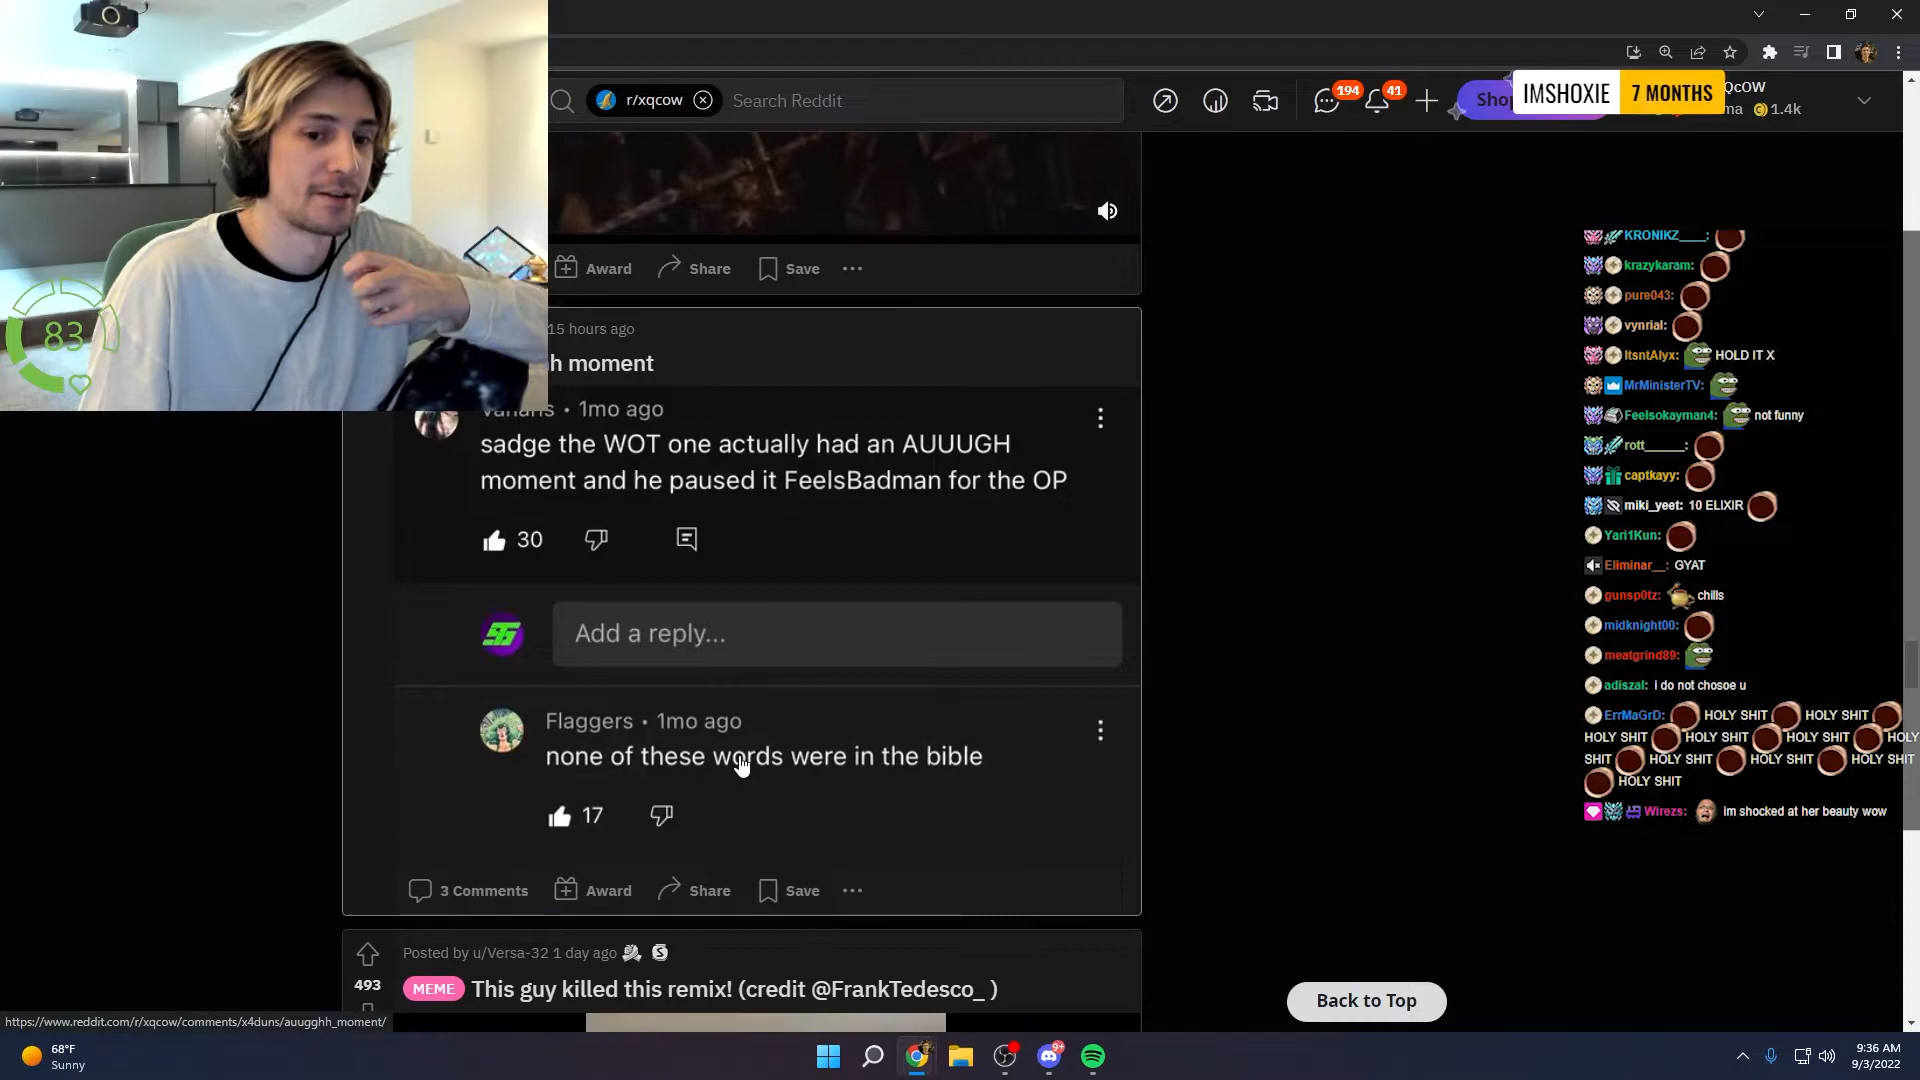 r/xqcow
Search Reddit
194
41
IMSHOXIE 7 MONTHS
QcOW
1.4k
Award
Share
Save
15 hours ago
moment
1mo ago
sadge the WOT one actually had an AUUUGH
moment and he paused it FeelsBadman for the OP
30
Add a reply...
Flaggers • 1mo ago
none of these words were in the bible
17
3 Comments
Award
Share
Save
Posted by u/Versa-32 1 day ago
493
MEME This guy killed this remix! (credit @FrankTedesco_ )
https://www.reddit.com/r/xqcow/comments/x4duns/auugghh_moment/
Back to Top
83
KRONIKZ____:
krazykaram:
pure043:
vynrial:
ItsntAlyx: HOLD IT X
MrMinisterTV:
Feelsokayman4: not funny
rott______:
captkayy:
miki_yeet: 10 ELIXIR
Yari1Kun:
Eliminar__: GYAT
gunsp0tz: chills
midknight00:
meatgrind89:
adiszal: i do not chosoe u
ErrMaGrD: HOLY SHIT HOLY SHIT
HOLY SHIT HOLY SHIT HOLY SHIT HOLY
SHIT HOLY SHIT HOLY SHIT HOLY SHIT
HOLY SHIT
Wirezs: im shocked at her beauty wow
68°F
Sunny
9+
9:36 AM
9/3/2022